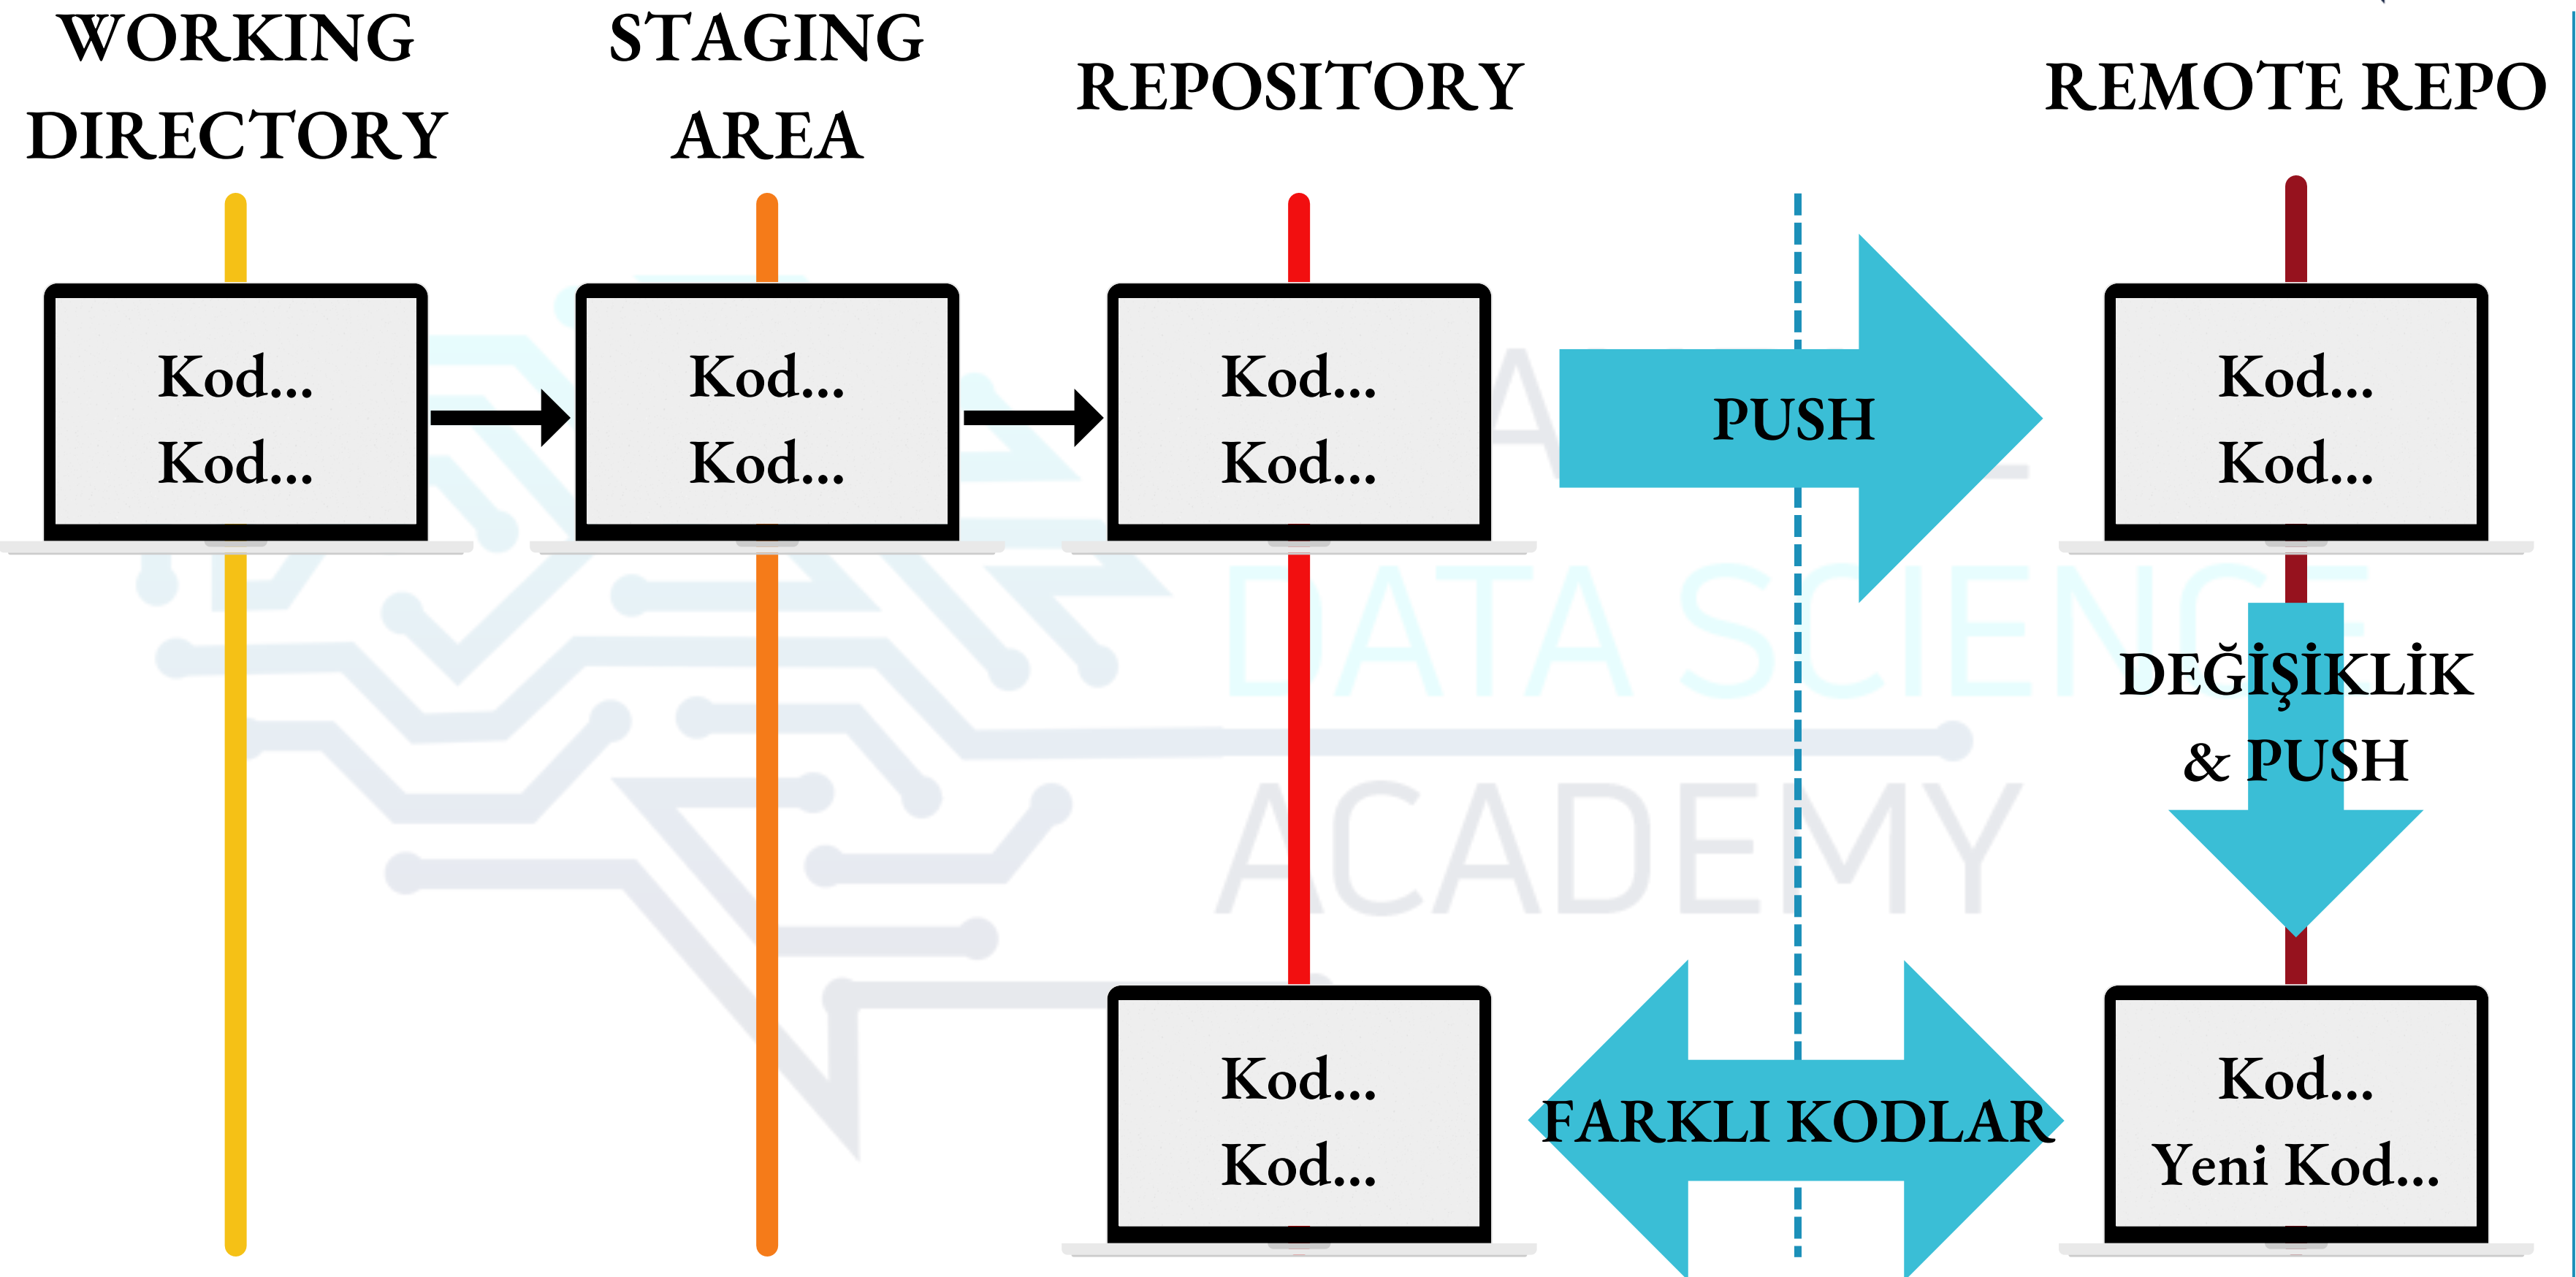 WORKING
DIRECTORY
STAGING
AREA
REPOSITORY
REMOTE REPO
Kod...
Kod...
Kod...
Kod...
Kod...
Kod...
PUSH
Kod...
Kod...
DATA SCIENCE
DEĞİŞİKLİK
& PUSH
ACADEMY
Kod...
Kod...
FARKLI KODLAR
Kod...
Yeni Kod...